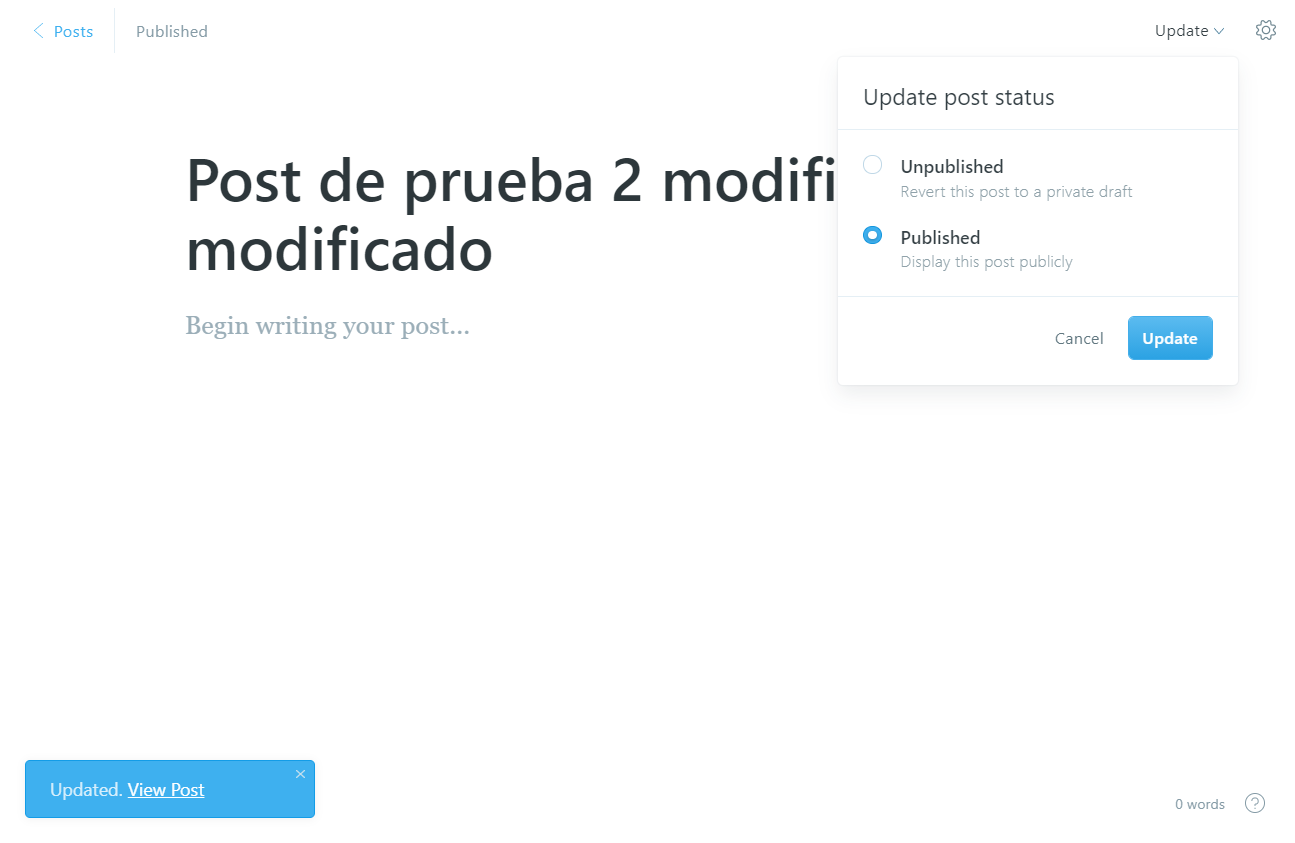 Posts
Published
Update
Update post status
Unpublished
Revert this post to a private draft
Published
Display this post publicly
Cancel
Update
Post de prueba 2 modifi
modificado
Begin writing your post...
Updated. View Post
0 words
?